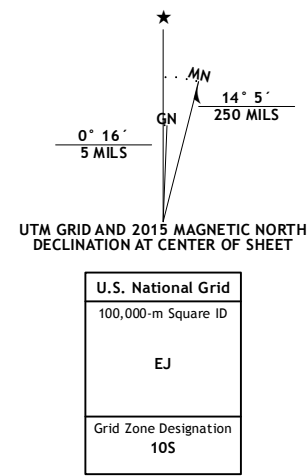 MN
GN
14° 5´
250 MILS
0° 16´
5 MILS
UTM GRID AND 2015 MAGNETIC NORTH
DECLINATION AT CENTER OF SHEET
U.S. National Grid
100,000-m Square ID
EJ
Grid Zone Designation
10S